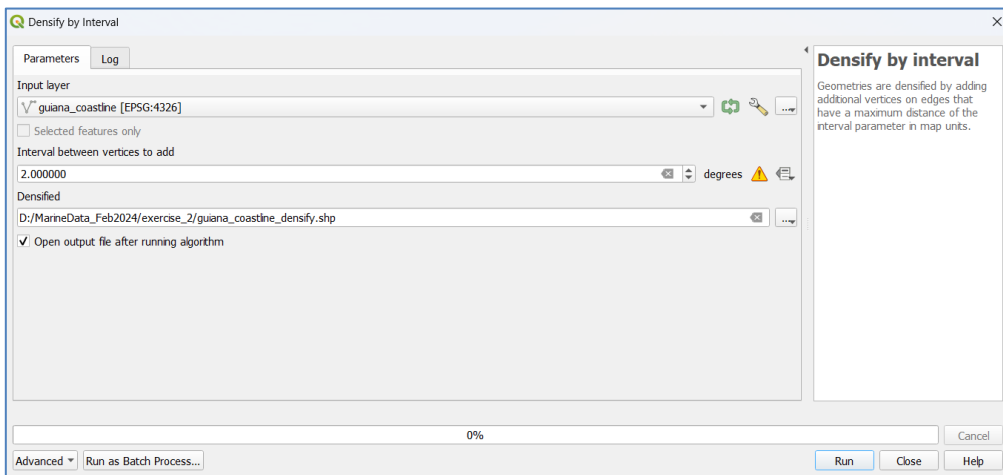 Densify by Interval
Parameters
Log
Input layer
guiana_coastline [EPSG:4326]
...
Selected features only
Interval between vertices to add
2.000000
degrees
Densified
D:/MarineData_Feb2024/exercise_2/guiana_coastline_densify.shp
...
Open output file after running algorithm
Densify by interval
Geometries are densified by adding
additional vertices on edges that
have a maximum distance of the
interval parameter in map units.
0%
Cancel
Advanced
Run as Batch Process...
Run
Close
Help